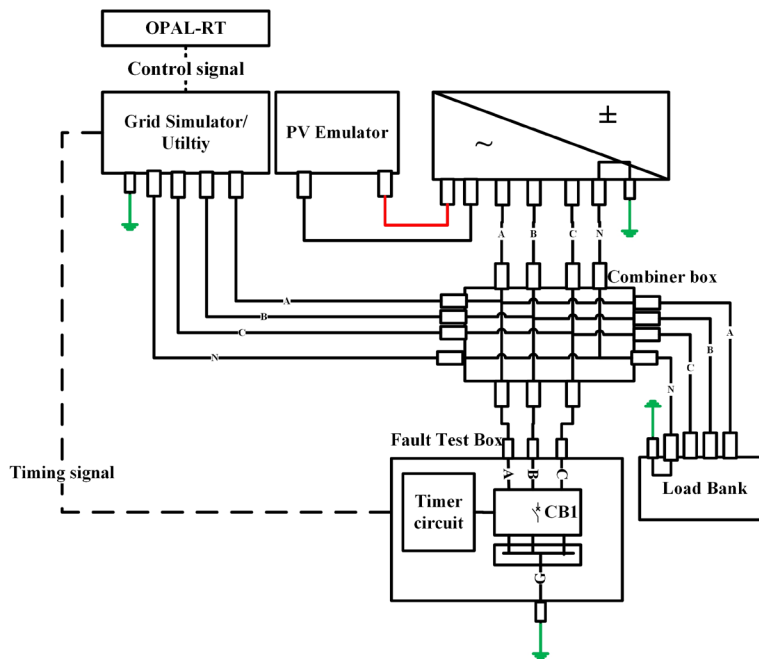 OPAL-RT
Control signal
Grid Simulator/
Utiltiy
PV Emulator
±
~
A
B
C
N
Combiner box
A
B
C
N
A
B
C
N
Fault Test Box
A
B
C
Timing signal
Timer
circuit
CB1
G
Load Bank